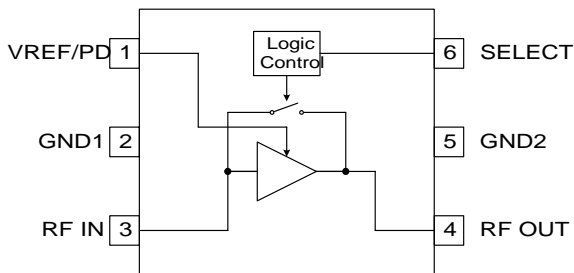 VREF/PD 1
Logic
Control
6 SELECT
GND1 2
5 GND2
RF IN 3
4 RF OUT